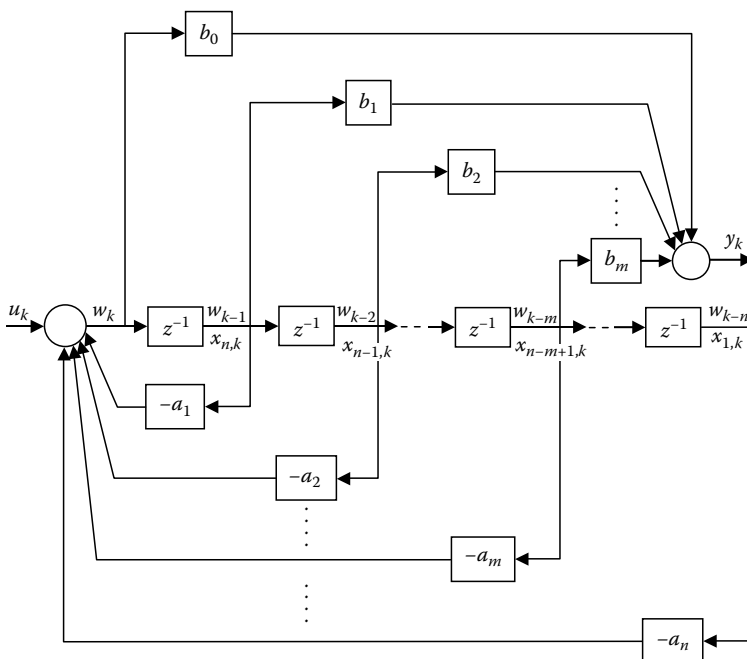 b₀
b₁
b₂
bₘ
yₖ
uₖ
wₖ
z⁻¹
wₖ₋₁
xₙ,ₖ
z⁻¹
wₖ₋₂
xₙ₋₁,ₖ
z⁻¹
wₖ₋ₘ
xₙ₋ₘ₊₁,ₖ
z⁻¹
wₖ₋ₙ
x₁,ₖ
–a₁
–a₂
–aₘ
–aₙ